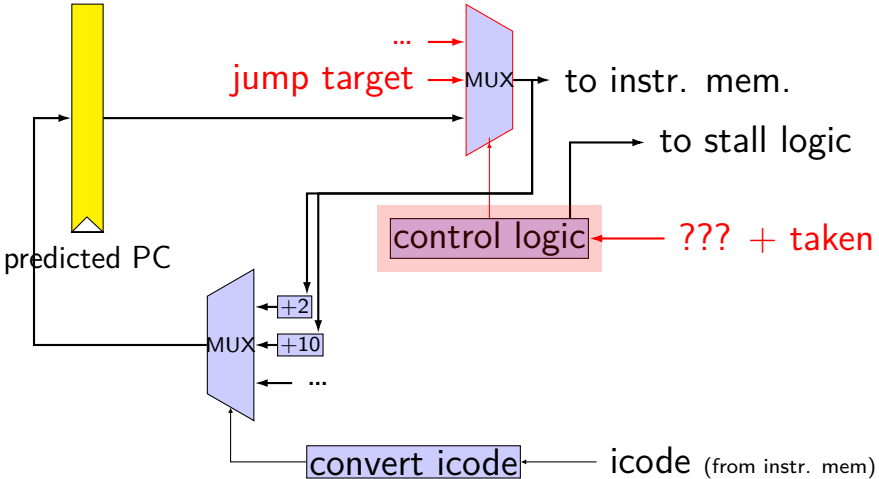 ...
jump target
MUX
to instr. mem.
to stall logic
control logic
??? + taken
predicted PC
+2
MUX
+10
...
convert icode
icode (from instr. mem)